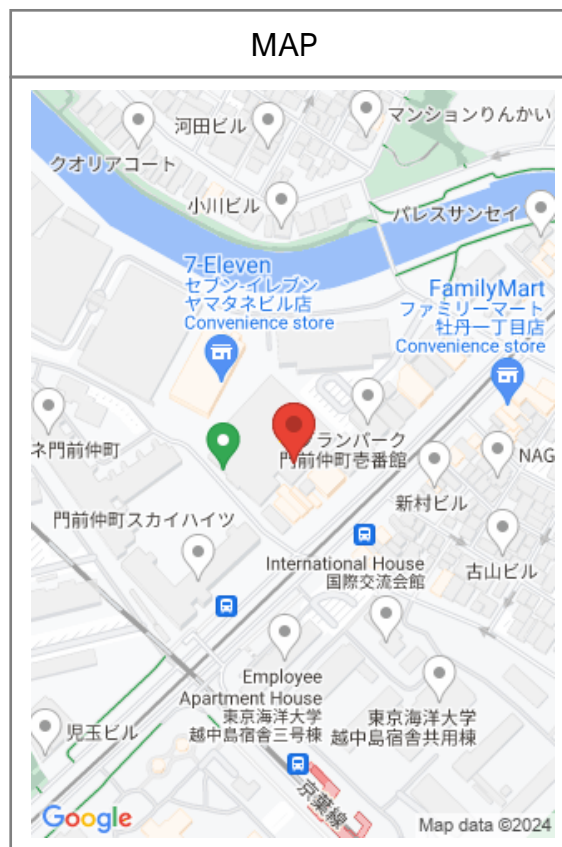 MAP
マンションりんかい
河田ビル
クオリアコート
小川ビル
パレスサンセイ
7-Eleven
セブン-イレブン
ヤマタネビル店
Convenience store
FamilyMart
ファミリーマート
牡丹一丁目店
Convenience store
ネ門前仲町
グランパーク
門前仲町壱番館
NAG
新村ビル
門前仲町スカイハイツ
International House
国際交流会館
古山ビル
Employee
Apartment House
東京海洋大学
越中島宿舎三号棟
東京海洋大学
越中島宿舎共用棟
児玉ビル
京葉線
Google
Map data ©2024